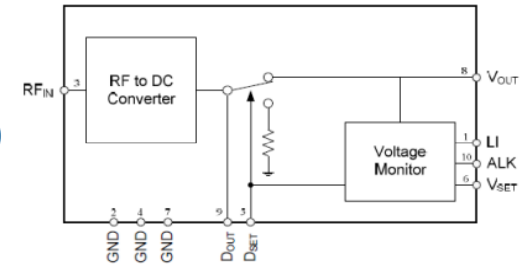 RF to DC
Converter
RFIN
3
8
VOUT
Voltage
Monitor
1
LI
10
ALK
6
VSET
2
4
7
9
5
GND
GND
GND
DOUT
DSET